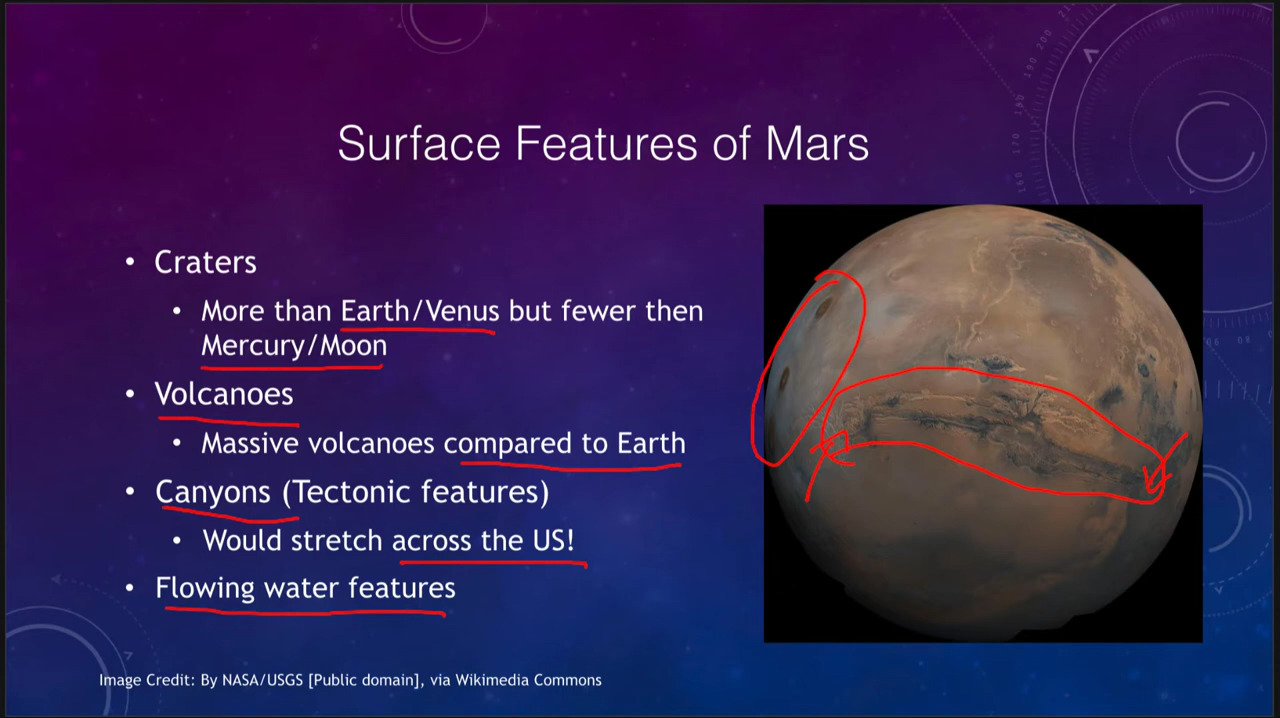 Surface Features of Mars
• Craters
• More than Earth/Venus but fewer then
Mercury/Moon
• Volcanoes
• Massive volcanoes compared to Earth
• Canyons (Tectonic features)
• Would stretch across the US!
• Flowing water features
Image Credit: By NASA/USGS [Public domain], via Wikimedia Commons